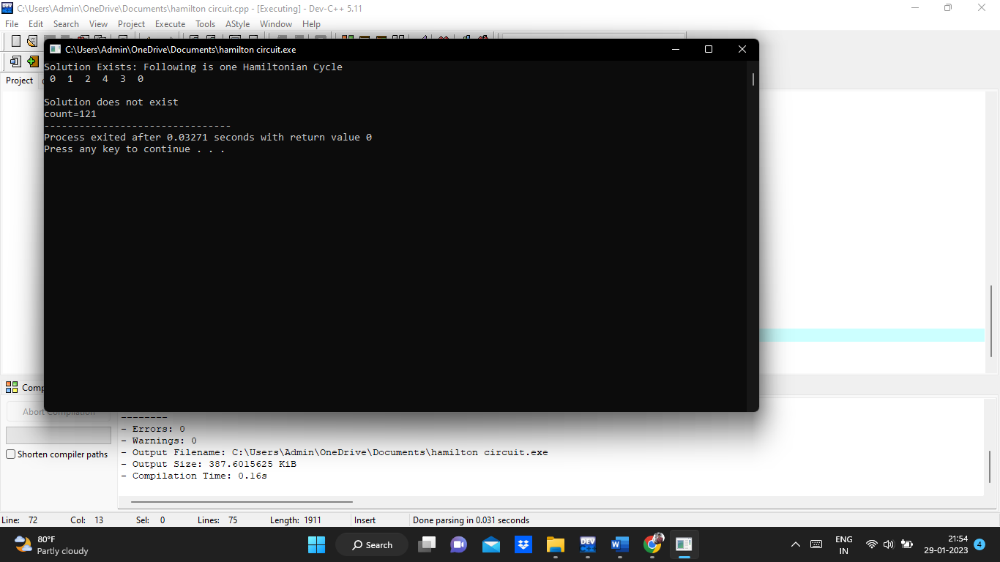 C:\Users\Admin\OneDrive\Documents\hamilton circuit.cpp - [Executing] - Dev-C++ 5.11
File Edit Search View Project Execute Tools AStyle Window Help
C:\Users\Admin\OneDrive\Documents\hamilton circuit.exe
Project
Solution Exists: Following is one Hamiltonian Cycle
0 1 2 4 3 0
Solution does not exist
count=121
--------------------------------
Process exited after 0.03271 seconds with return value 0
Press any key to continue . . .
Comp
Abort Compilation
Shorten compiler paths
--------
- Errors: 0
- Warnings: 0
- Output Filename: C:\Users\Admin\OneDrive\Documents\hamilton circuit.exe
- Output Size: 387.6015625 KiB
- Compilation Time: 0.16s
Line: 72 Col: 13 Sel: 0 Lines: 75 Length: 1911 Insert Done parsing in 0.031 seconds
80°F
Partly cloudy
Search
DEV
W
ENG
IN
21:54
29-01-2023
4